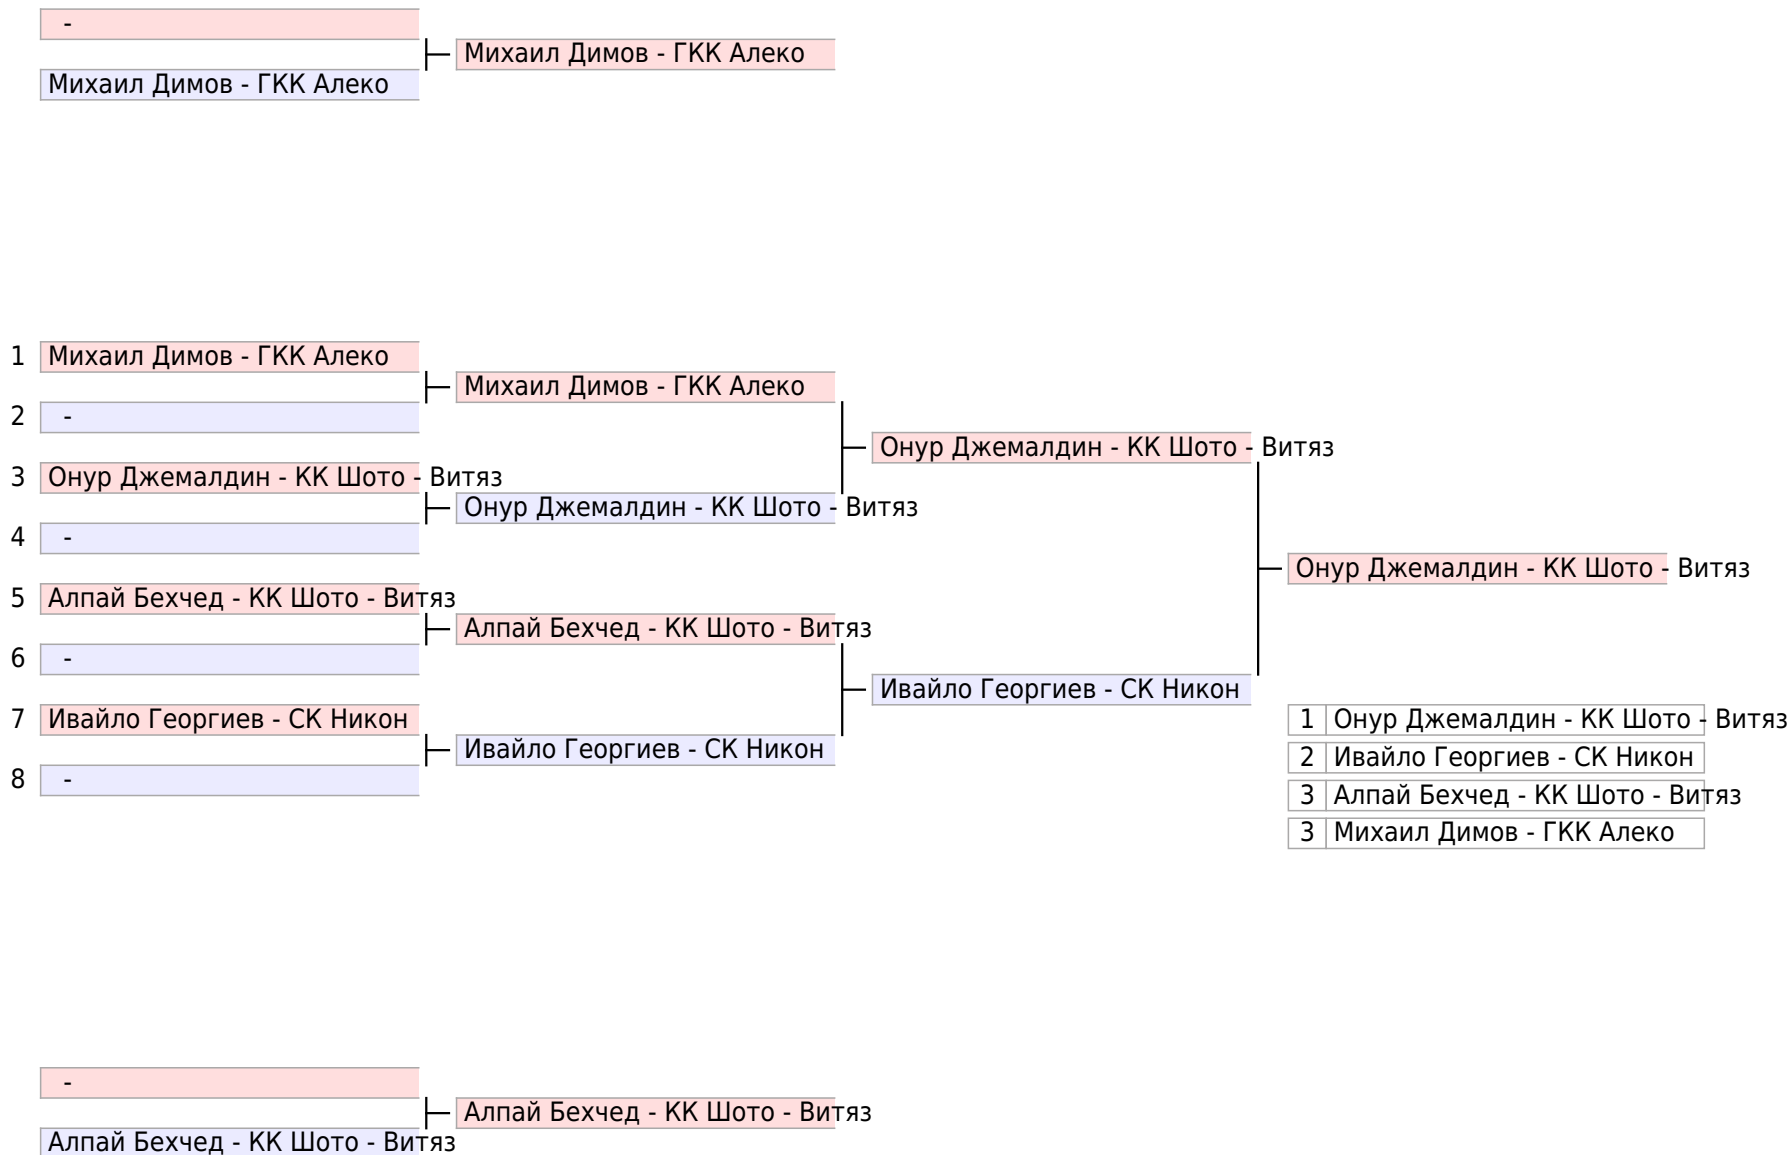 -
Михаил Димов - ГКК Алеко
Михаил Димов - ГКК Алеко
1 Михаил Димов - ГКК Алеко
Михаил Димов - ГКК Алеко
2 -
Онур Джемалдин - КК Шото - Витяз
3 Онур Джемалдин - КК Шото - Витяз
Онур Джемалдин - КК Шото - Витяз
4 -
Онур Джемалдин - КК Шото - Витяз
5 Алпай Бехчед - КК Шото - Витяз
Алпай Бехчед - КК Шото - Витяз
6 -
Ивайло Георгиев - СК Никон
7 Ивайло Георгиев - СК Никон
Ивайло Георгиев - СК Никон
8 -
1 Онур Джемалдин - КК Шото - Витяз
2 Ивайло Георгиев - СК Никон
3 Алпай Бехчед - КК Шото - Витяз
3 Михаил Димов - ГКК Алеко
-
Алпай Бехчед - КК Шото - Витяз
Алпай Бехчед - КК Шото - Витяз